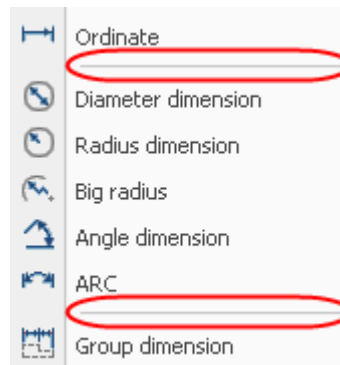 Ordinate
Diameter dimension
Radius dimension
Big radius
Angle dimension
ARC
Group dimension